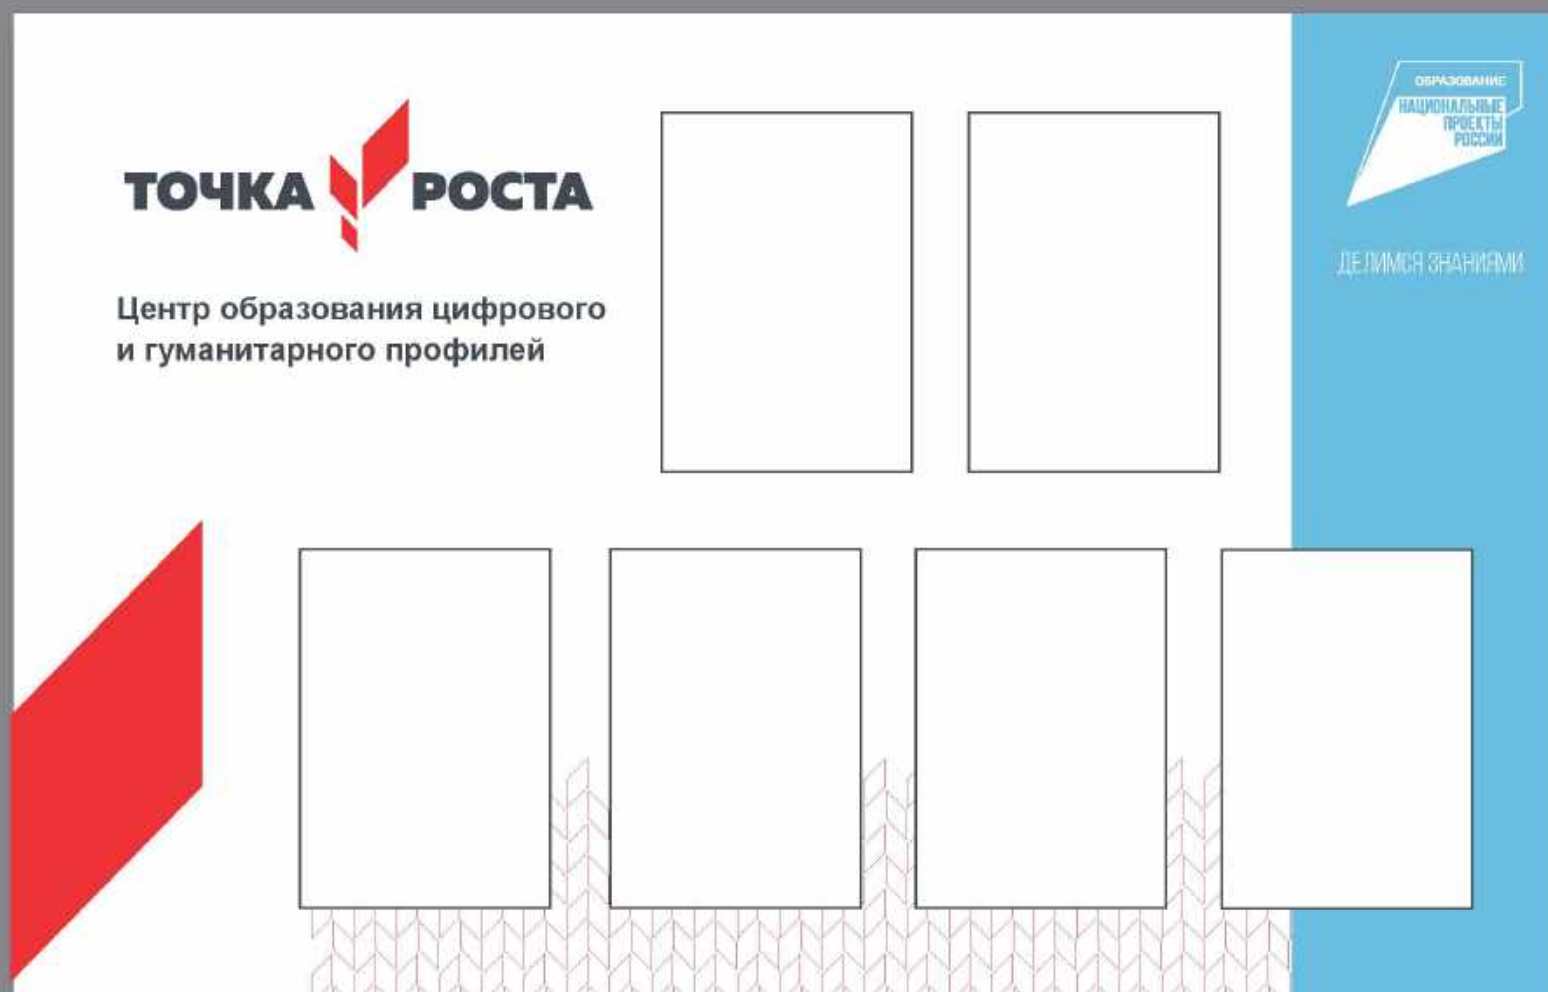 ТОЧКА РОСТА
Центр образования цифрового
и гуманитарного профилей
ОБРАЗОВАНИЕ
НАЦИОНАЛЬНЫЕ
ПРОЕКТЫ
РОССИИ
ДЕЛИМСЯ ЗНАНИЯМИ